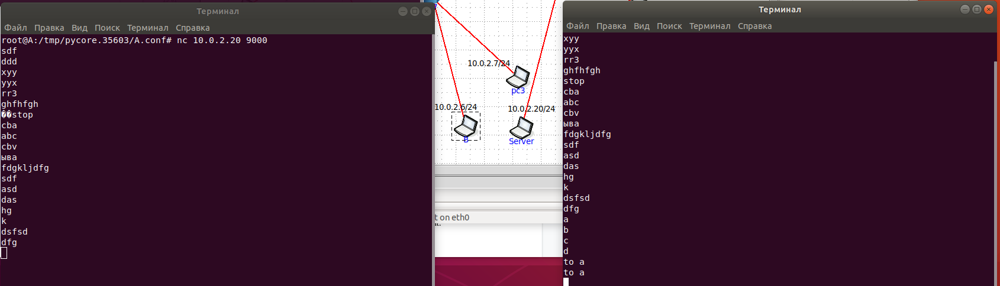 Терминал
Файл Правка Вид Поиск Терминал Справка
root@A:/tmp/pycore.35603/A.conf# nc 10.0.2.20 9000
sdf
ddd
xyy
yyx
rr3
ghfhfgh
��stop
cba
abc
cbv
ыва
fdgkljdfg
sdf
asd
das
hg
k
dsfsd
dfg
10.0.2.7/24
pc3
10.0.2.6/24
B
10.0.2.20/24
Server
t on eth0
Терминал
Файл Правка Вид Поиск Терминал Справка
xyy
yyx
rr3
ghfhfgh
stop
cba
abc
cbv
ыва
fdgkljdfg
sdf
asd
das
hg
k
dsfsd
dfg
a
b
c
d
to a
to a